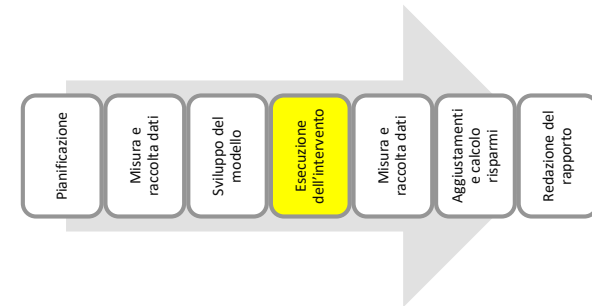 Pianificazione
Misura e
raccolta dati
Sviluppo del
modello
Esecuzione
dell'intervento
Misura e
raccolta dati
Aggiustamenti
e calcolo
risparmi
Redazione del
rapporto